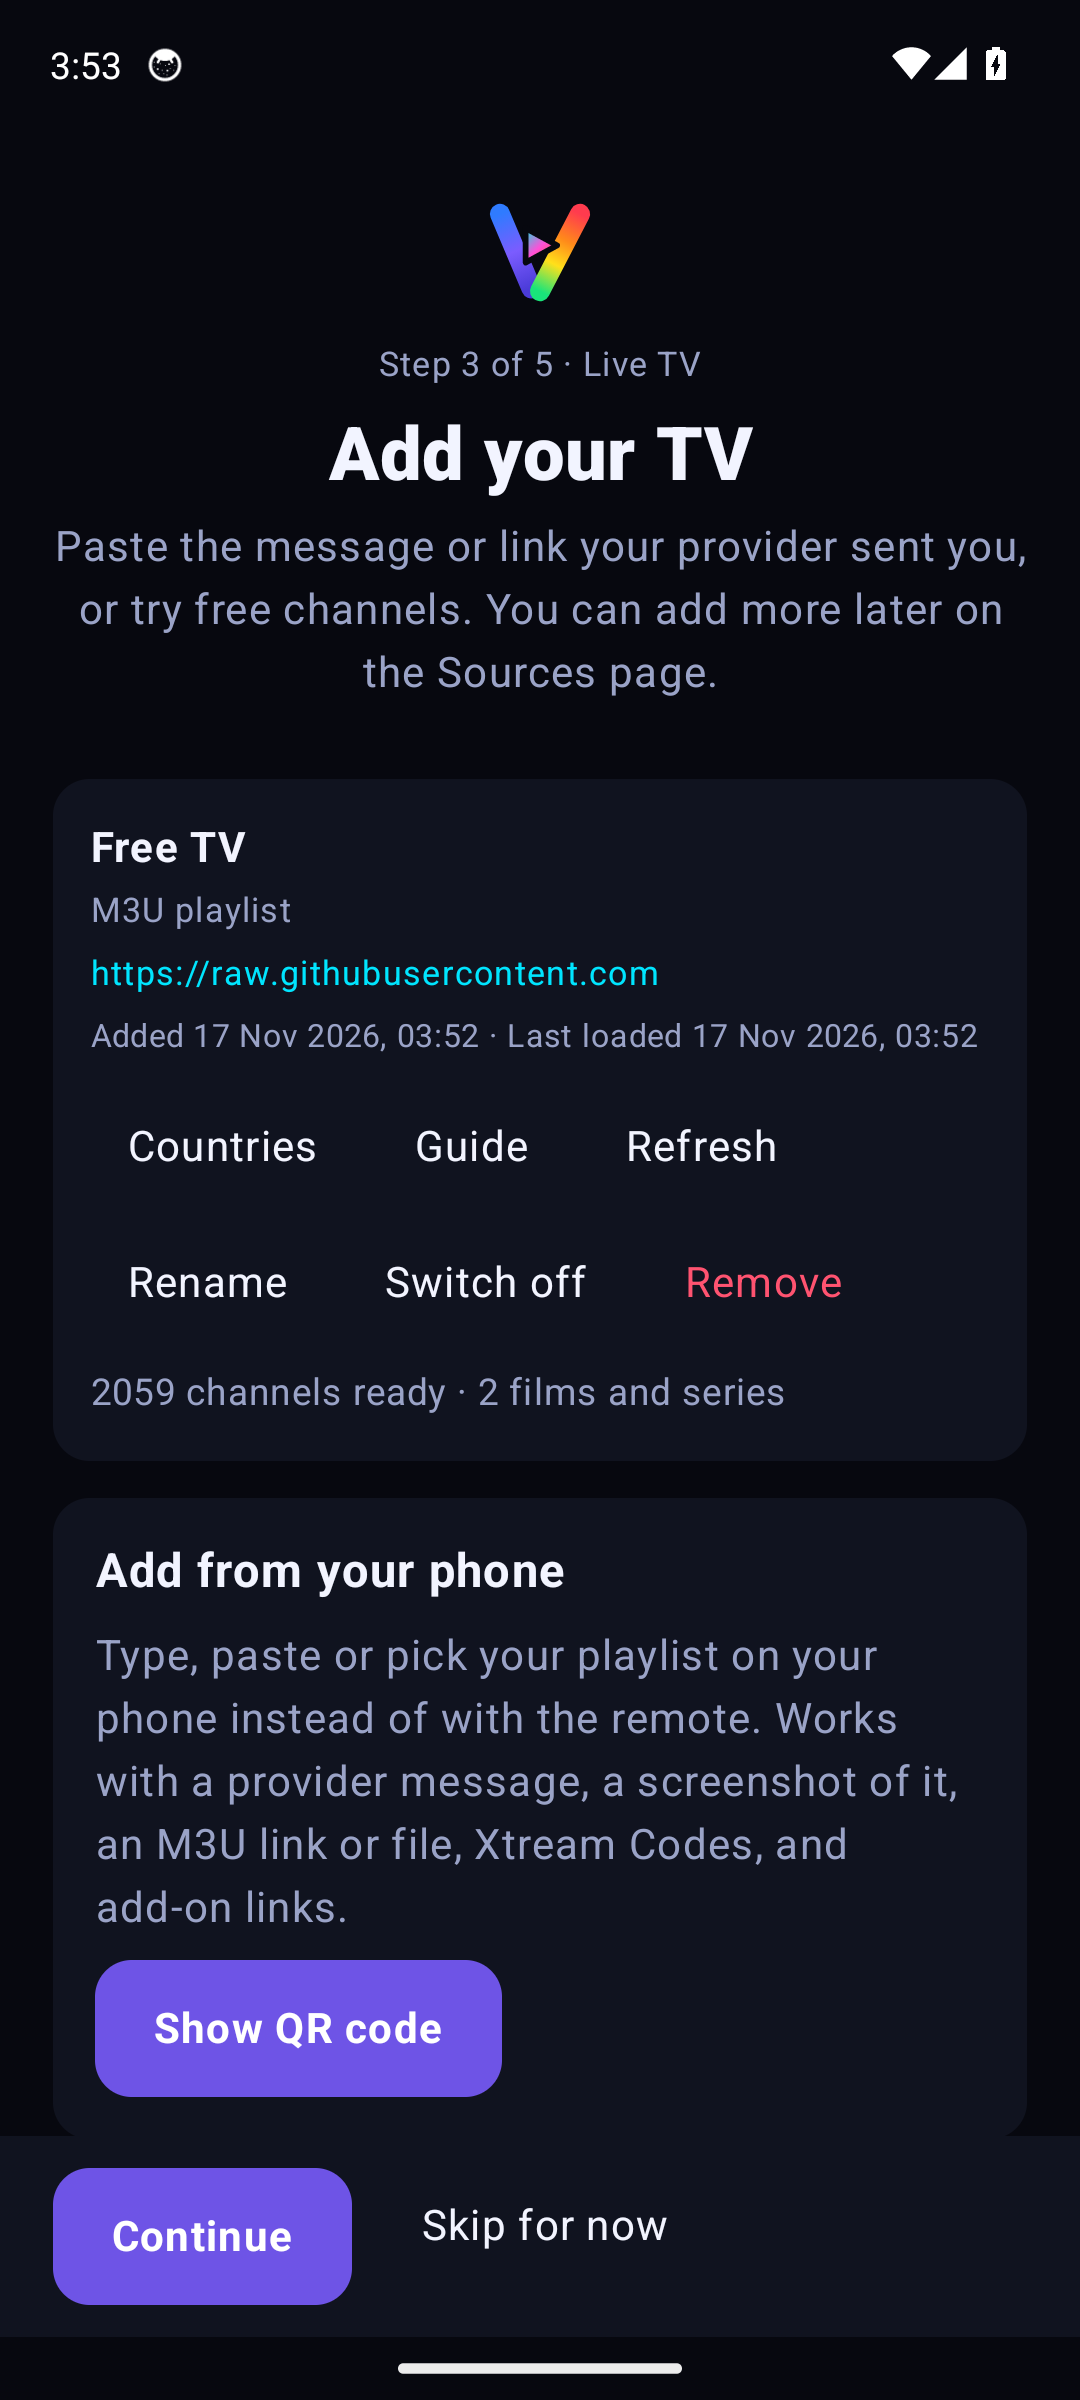 3:53
Step 3 of 5 · Live TV
Add your TV
Paste the message or link your provider sent you,
or try free channels. You can add more later on
the Sources page.
Free TV
M3U playlist
https://raw.githubusercontent.com
Added 17 Nov 2026, 03:52 · Last loaded 17 Nov 2026, 03:52
Countries Guide Refresh
Rename Switch off Remove
2059 channels ready · 2 films and series
Add from your phone
Type, paste or pick your playlist on your
phone instead of with the remote. Works
with a provider message, a screenshot of it,
an M3U link or file, Xtream Codes, and
add-on links.
Show QR code
Continue Skip for now